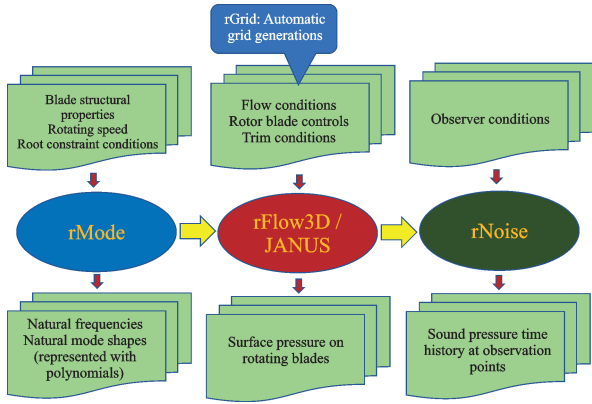 rGrid: Automatic
grid generations
Blade structural
properties
Rotating speed
Root constraint conditions
Flow conditions
Rotor blade controls
Trim conditions
Observer conditions
rMode
rFlow3D /
JANUS
rNoise
Natural frequencies
Natural mode shapes
(represented with
polynomials)
Surface pressure on
rotating blades
Sound pressure time
history at observation
points